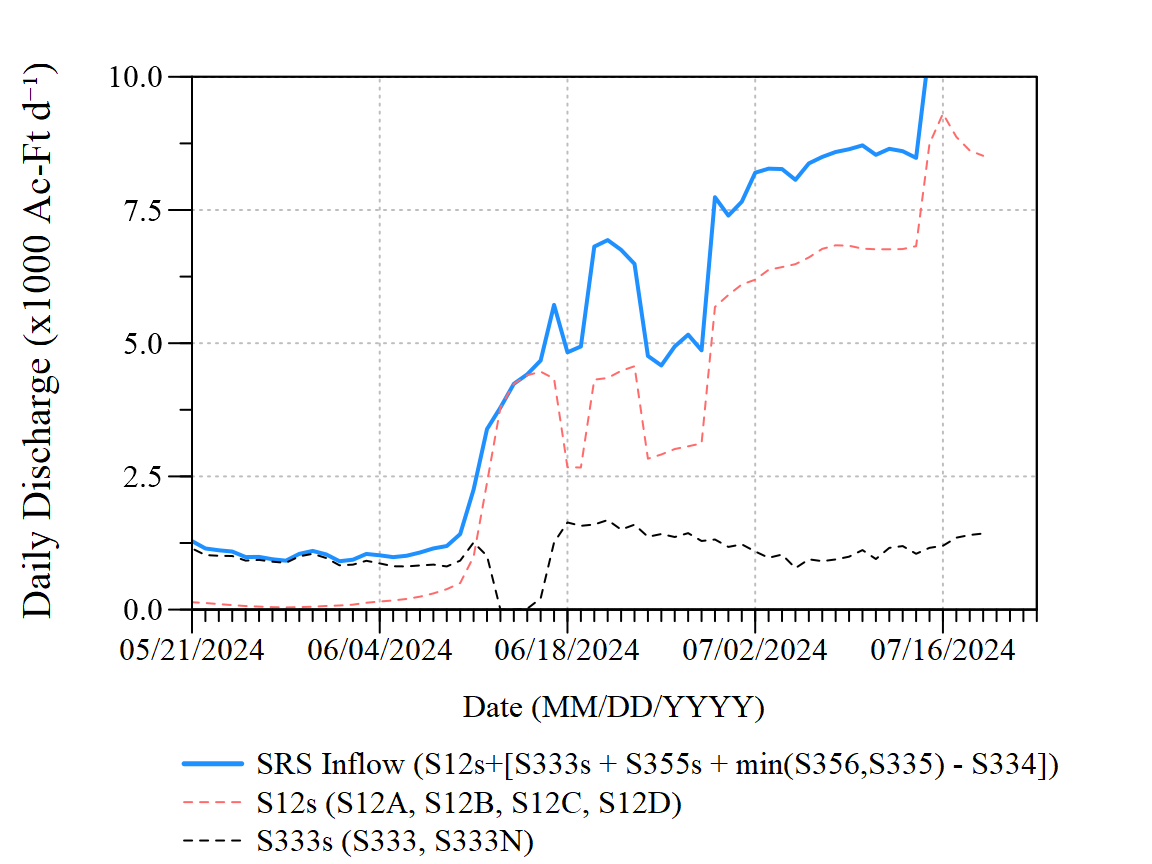 Daily Discharge (x1000 Ac-Ft d⁻¹)
10.0
7.5
5.0
2.5
0.0
05/21/2024 06/04/2024 06/18/2024 07/02/2024 07/16/2024
Date (MM/DD/YYYY)
SRS Inflow (S12s+[S333s + S355s + min(S356,S335) - S334])
S12s (S12A, S12B, S12C, S12D)
S333s (S333, S333N)